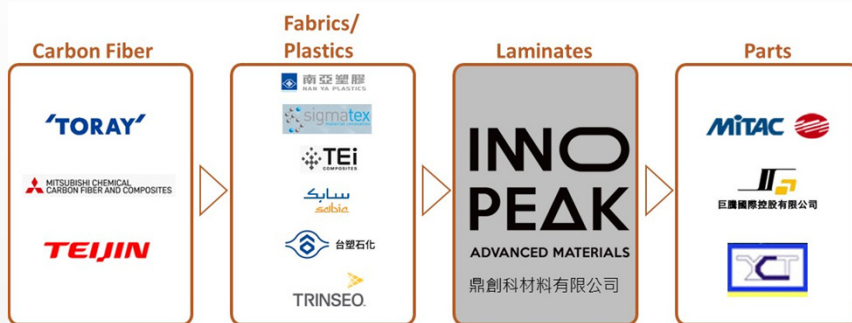 Carbon Fiber
Fabrics/
Plastics
Laminates
Parts
'TORAY'
MITSUBISHI CHEMICAL
CARBON FIBER AND COMPOSITES
TEIJIN
南亞塑膠
NAN YA PLASTICS
sigmatex
TEi
COMPOSITES
سابك
sabic
台塑石化
TRINSEO
INNO
PEAK
ADVANCED MATERIALS
鼎創科材料有限公司
MiTAC
巨騰國際控股有限公司
YCT